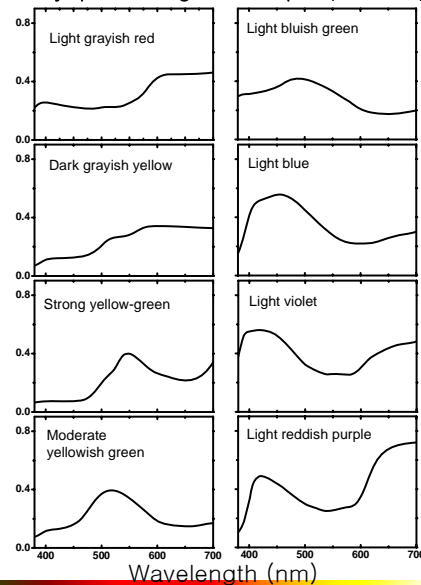 0.8
Light grayish red
0.4
0.0
Light bluish green
0.8
Dark grayish yellow
0.4
0.0
Light blue
0.8
Strong yellow-green
0.4
0.0
Light violet
0.8
Moderate
yellowish green
0.4
Light reddish purple
400 500 600 700
400 500 600 700
Wavelength (nm)